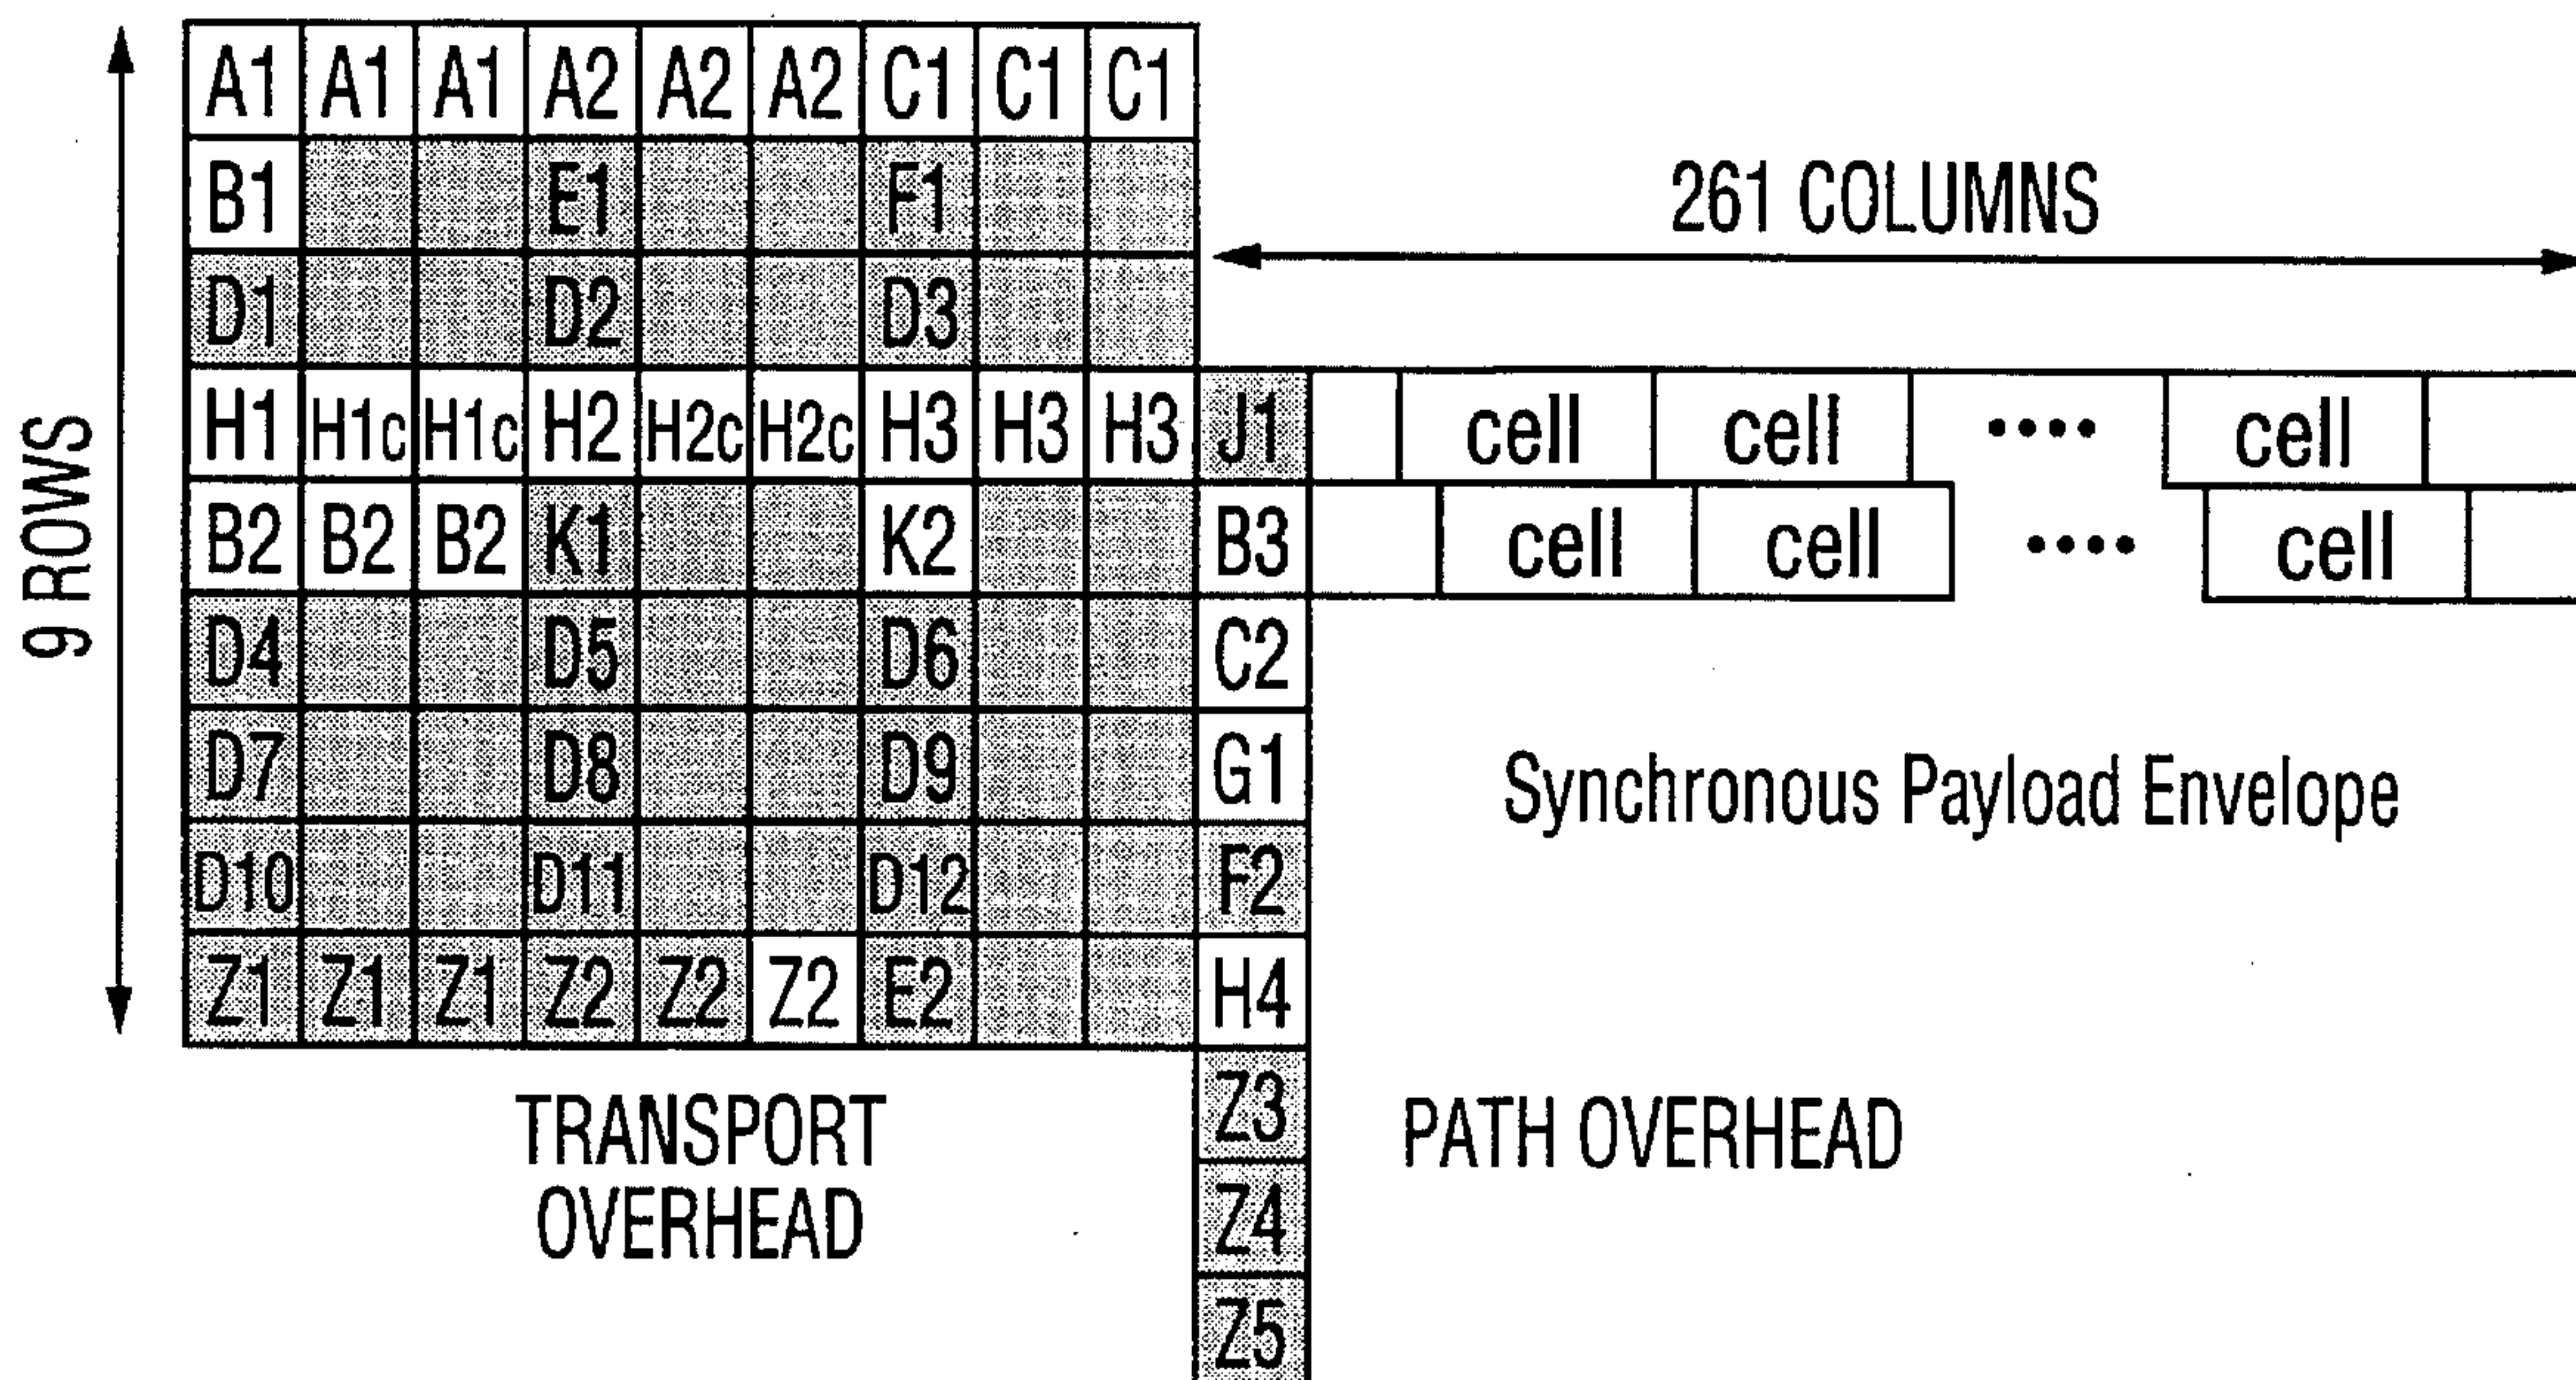 A1 A1 A1 A2 A2 A2 C1 C1 C1
B1 E1 F1
261 COLUMNS
D1 D2 D3
9 ROWS
H1 H1c H1c H2 H2c H2c H3 H3 H3 J1 cell cell •••• cell
B2 B2 B2 K1 K2 B3 cell cell •••• cell
D4 D5 D6 C2
D7 D8 D9 G1
Synchronous Payload Envelope
D10 D11 D12 F2
Z1 Z1 Z1 Z2 Z2 Z2 E2 H4
Z3
TRANSPORT
OVERHEAD
PATH OVERHEAD
Z4
Z5